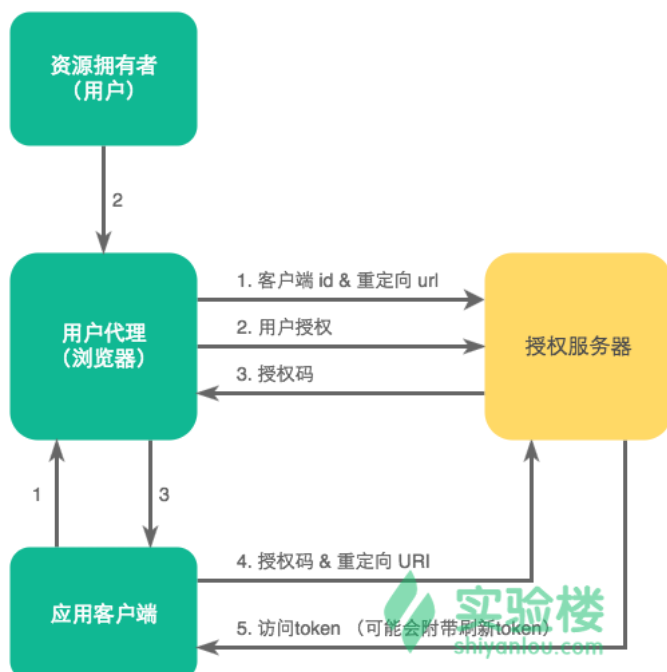 资源拥有者
（用户）
2
用户代理
（浏览器）
1. 客户端 id & 重定向 url
2. 用户授权
3. 授权码
授权服务器
1
3
应用客户端
4. 授权码 & 重定向 URI
5. 访问token （可能会附带刷新token）
实验楼
shiyanlou.com